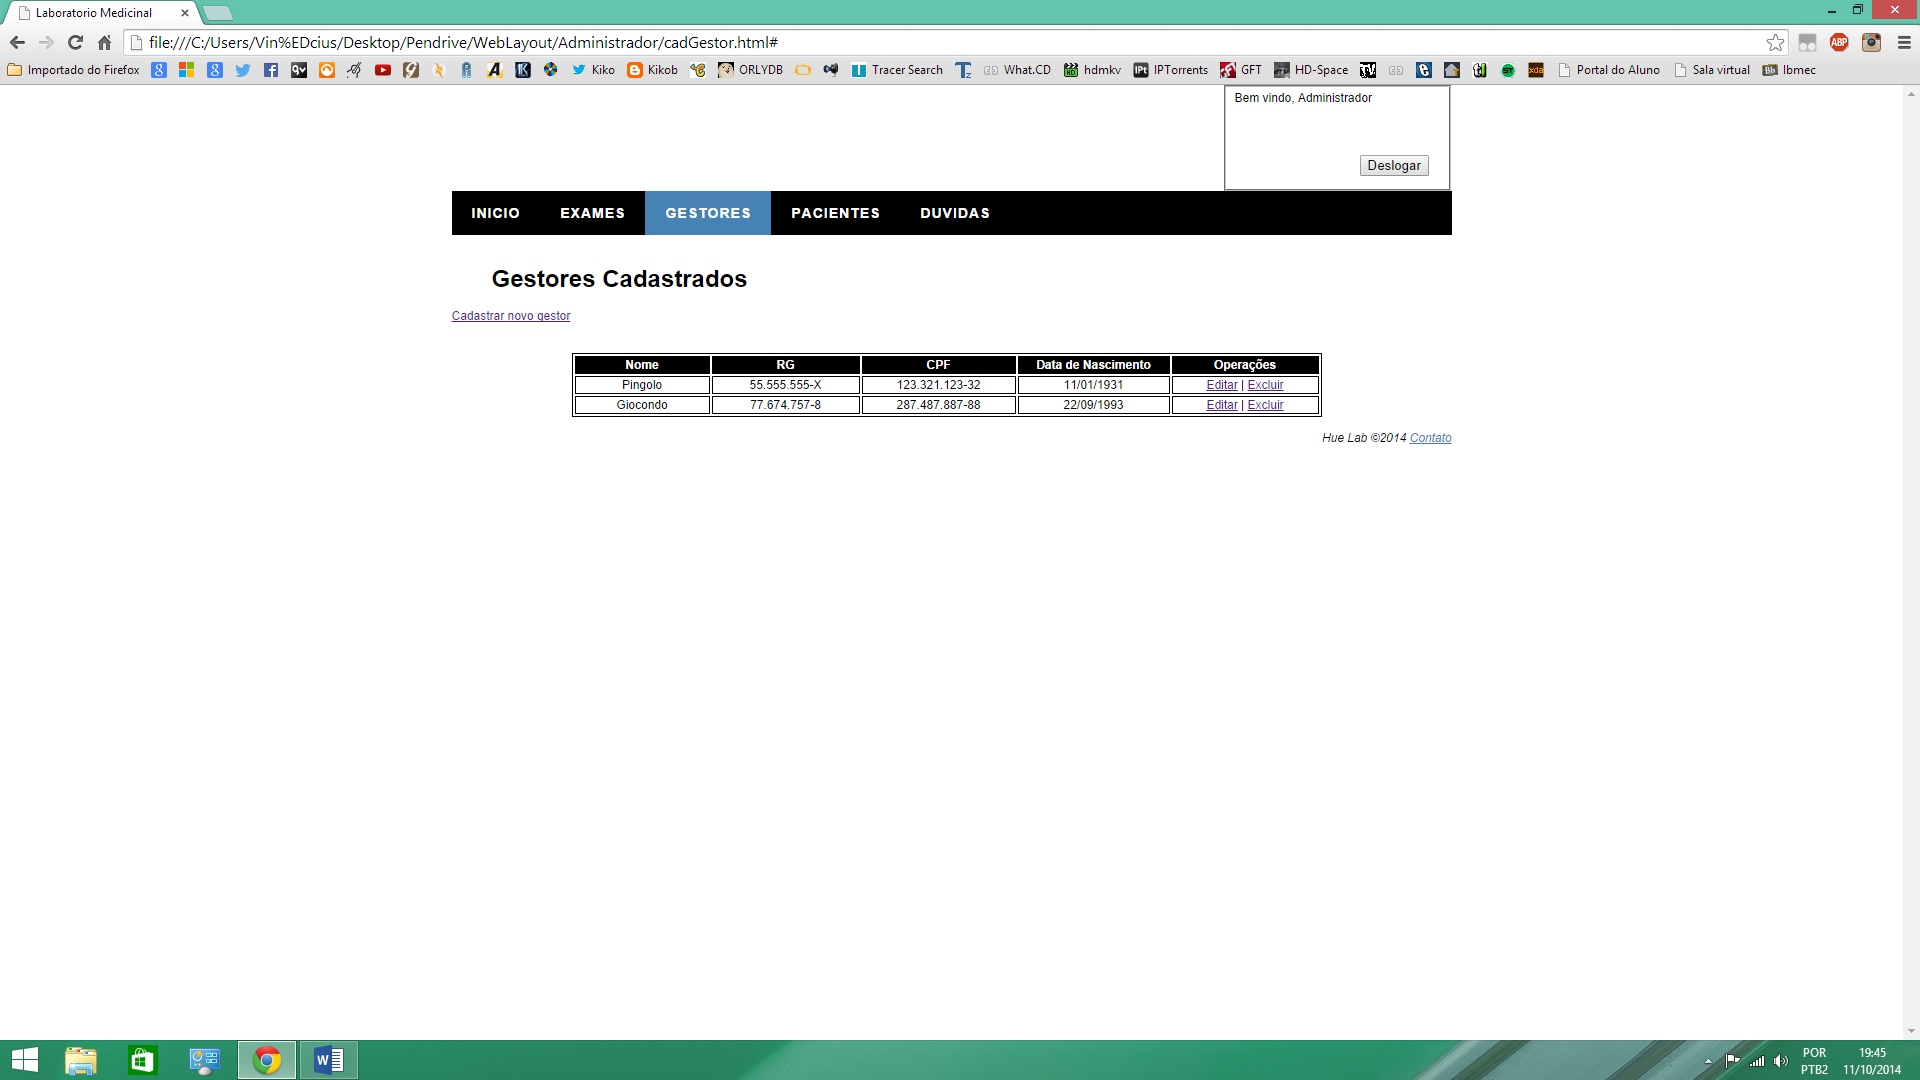 Laboratorio Medicinal
file:///C:/Users/Vin%EDcius/Desktop/Pendrive/WebLayout/Administrador/cadGestor.html#
ABP
Importado do Firefox Kiko Kikob ORLYDB Tracer Search What.CD hdmkv IPTorrents GFT HD-Space Portal do Aluno Sala virtual Ibmec
Bem vindo, Administrador
Deslogar
INICIO EXAMES GESTORES PACIENTES DUVIDAS
Gestores Cadastrados
Cadastrar novo gestor
Nome RG CPF Data de Nascimento Operações
Pingolo 55.555.555-X 123.321.123-32 11/01/1931 Editar | Excluir
Giocondo 77.674.757-8 287.487.887-88 22/09/1993 Editar | Excluir
Hue Lab ©2014 Contato
POR 19:45
PTB2 11/10/2014